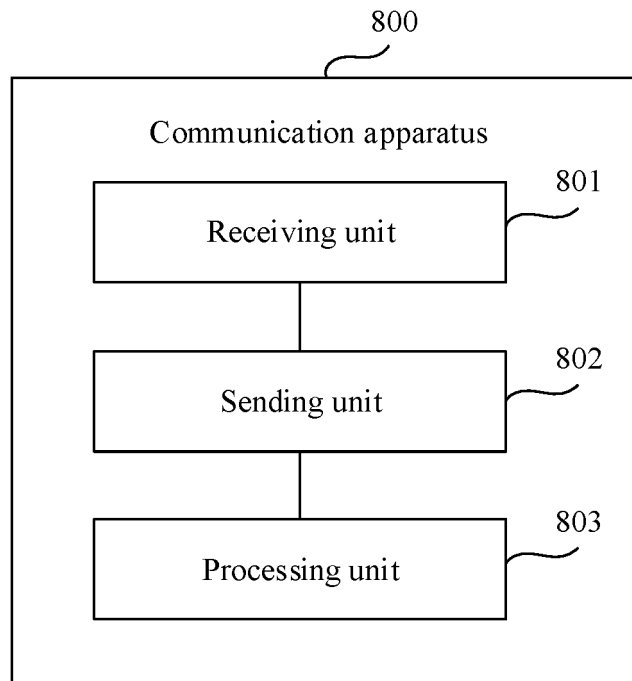 800
Communication apparatus
801
Receiving unit
802
Sending unit
803
Processing unit